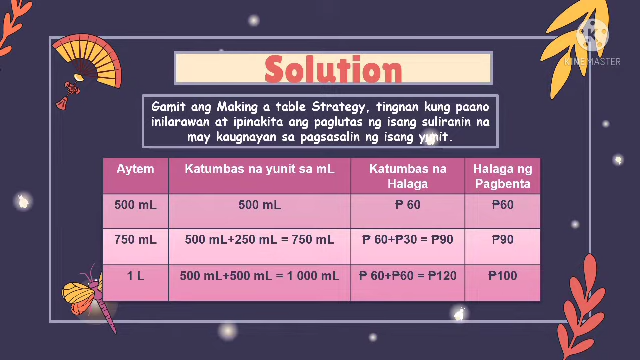 KINEMASTER
Solution
Gamit ang Making a table Strategy, tingnan kung paano
inilarawan at ipinakita ang paglutas ng isang suliranin na
may kaugnayan sa pagsasalin ng isang yunit.
Aytem Katumbas na yunit sa mL Katumbas na Halaga Halaga ng Pagbenta
500 mL 500 mL ₱ 60 ₱60
750 mL 500 mL+250 mL = 750 mL ₱ 60+₱30 = ₱90 ₱90
1 L 500 mL+500 mL = 1 000 mL ₱ 60+₱60 = ₱120 ₱100